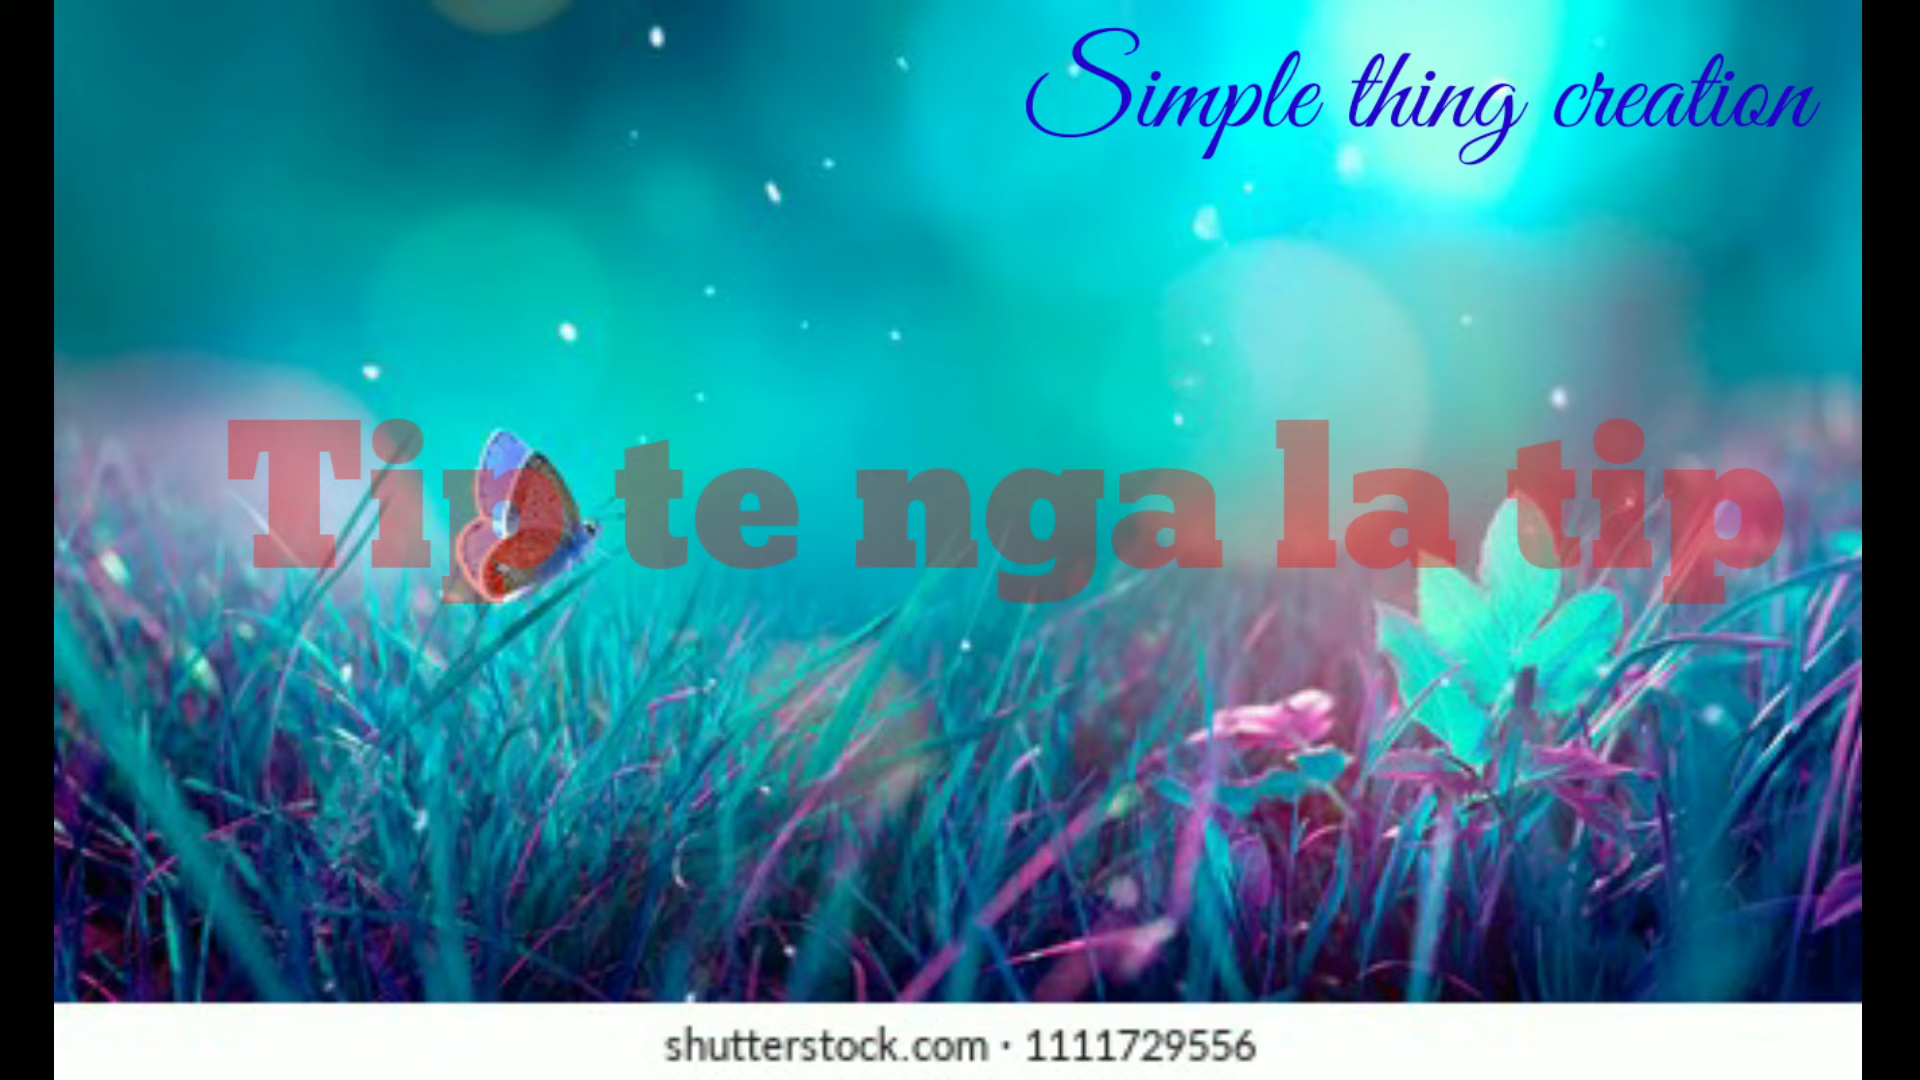 Simple thing creation
Tip te nga la tip
shutterstock.com · 1111729556